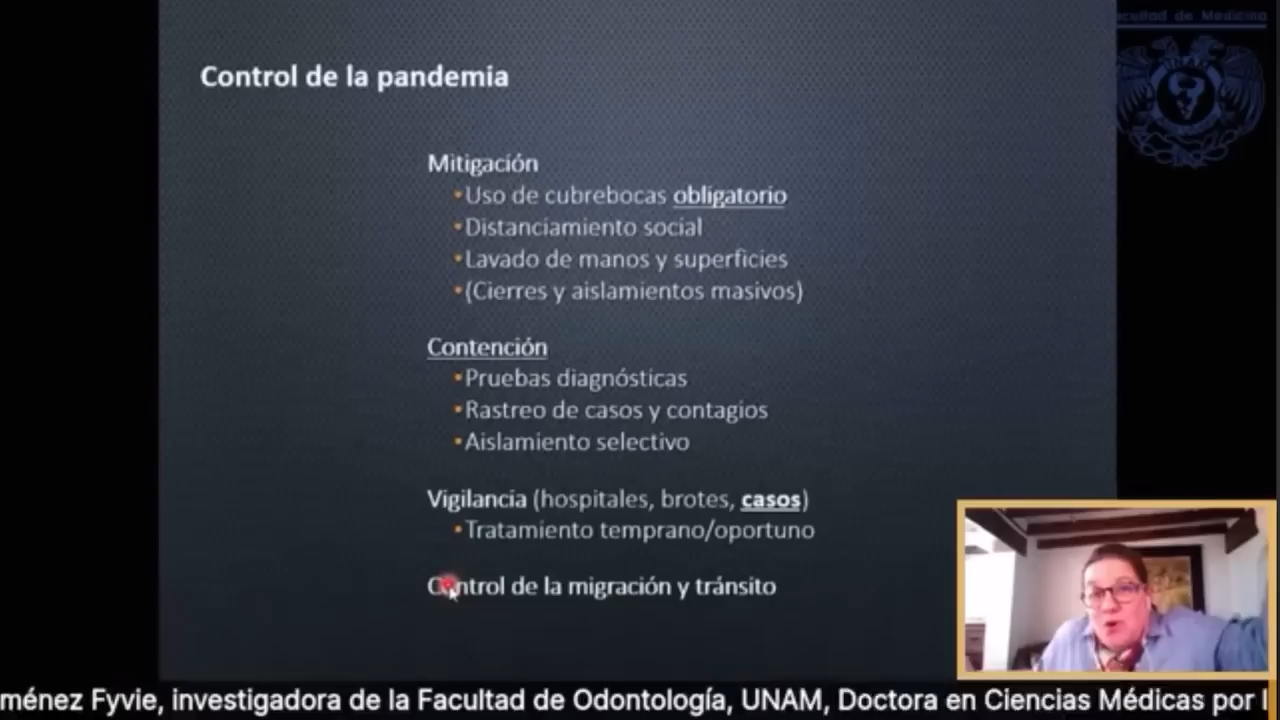 Facultad de Medicina
Control de la pandemia
Mitigación
•Uso de cubrebocas obligatorio
•Distanciamiento social
•Lavado de manos y superficies
•(Cierres y aislamientos masivos)
Contención
•Pruebas diagnósticas
•Rastreo de casos y contagios
•Aislamiento selectivo
Vigilancia (hospitales, brotes, casos)
•Tratamiento temprano/oportuno
Control de la migración y tránsito
ménez Fyvie, investigadora de la Facultad de Odontología, UNAM, Doctora en Ciencias Médicas por l